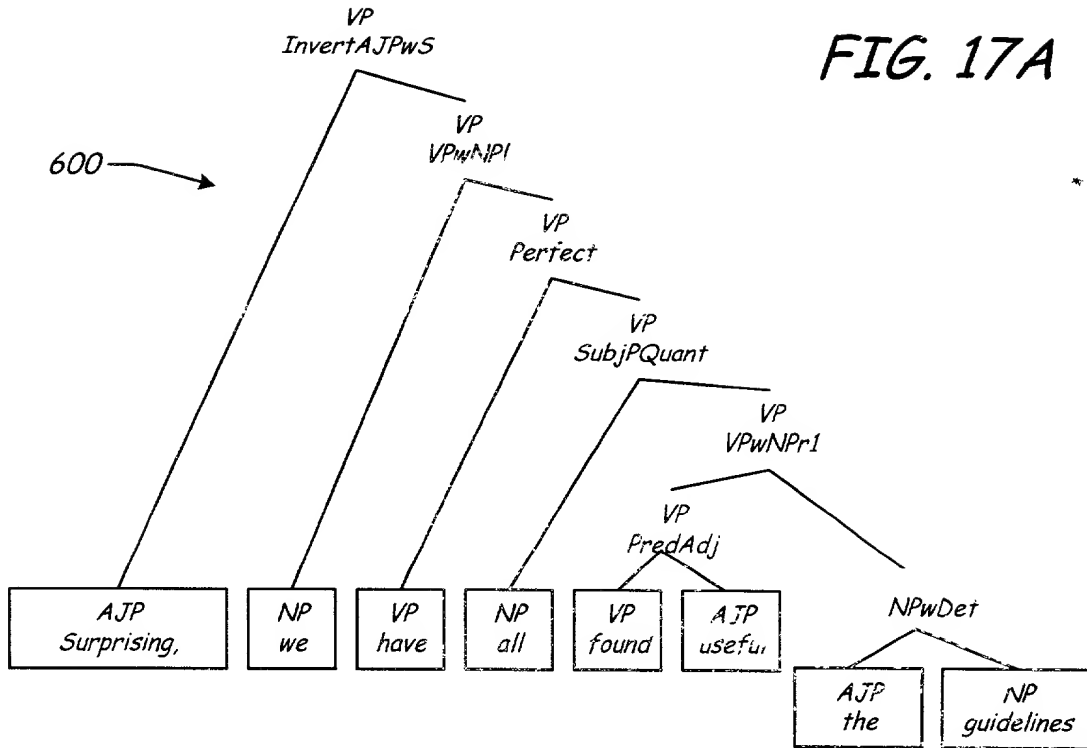 FIG. 17A
VP
InvertAJPwS
600
VP
VPwNPl
VP
Perfect
VP
SubjPQuant
VP
VPwNPr1
VP
PredAdj
AJP
Surprising,
NP
we
VP
have
NP
all
VP
found
AJP
useful
NPwDet
AJP
the
NP
guidelines